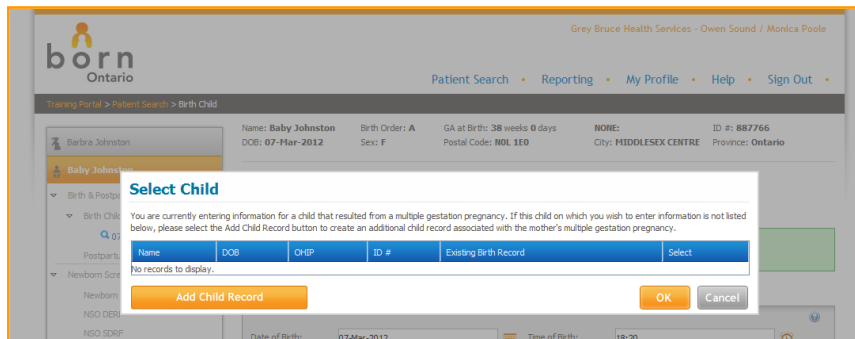 Grey Bruce Health Services - Owen Sound / Monica Poole
born
Ontario
Patient Search • Reporting • My Profile • Help • Sign Out •
Training Portal > Patient Search > Birth Child
Barbra Johnston
Name: Baby Johnston Birth Order: A GA at Birth: 38 weeks 0 days NONE: ID #: 887766
DOB: 07-Mar-2012 Sex: F Postal Code: N0L 1E0 City: MIDDLESEX CENTRE Province: Ontario
Baby Johnston
Birth & Postp
Birth Chil
07
Postpartu
Newborn Scre
Newborn
NSO DERF
NSO SDRF
Select Child
You are currently entering information for a child that resulted from a multiple gestation pregnancy. If this child on which you wish to enter information is not listed
below, please select the Add Child Record button to create an additional child record associated with the mother's multiple gestation pregnancy.
Name DOB OHIP ID # Existing Birth Record Select
No records to display.
Add Child Record OK Cancel
Date of Birth: 07-Mar-2012 Time of Birth: 18:20